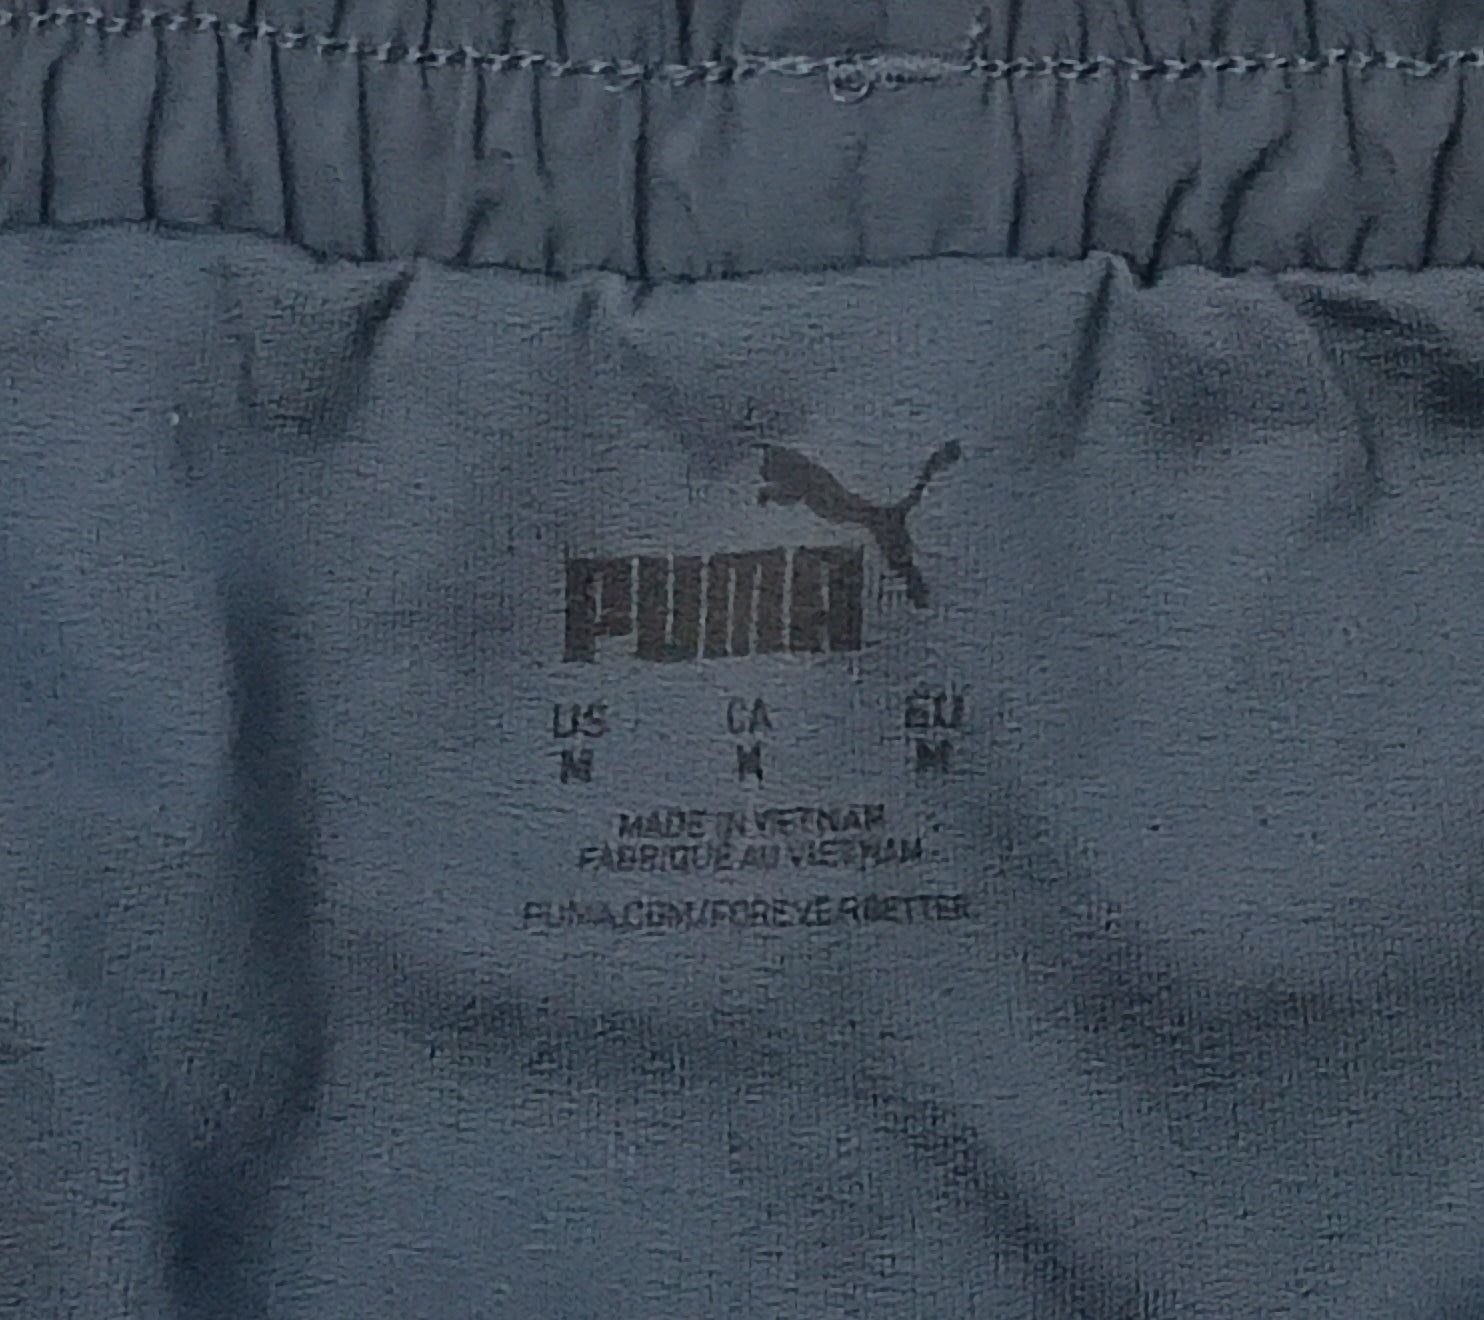 PUMA
US CA EU
M M M
MADE IN VIETNAM
FABRIQUE AU VIETNAM
PUMA.COM/FOREVERBETTER